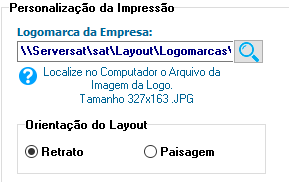 Personalização da Impressão
Logomarca da Empresa:
\\Serversat\sat\Layout\Logomarcas\
Localize no Computador o Arquivo da
Imagem da Logo.
Tamanho 327x163 .JPG
Orientação do Layout
Retrato
Paisagem